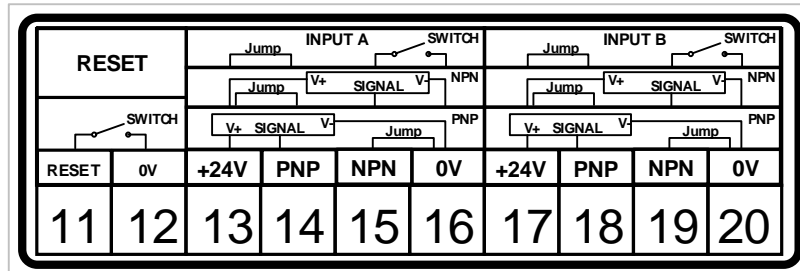 RESET
INPUT A
Jump
SWITCH
INPUT B
Jump
SWITCH
Jump
V+
SIGNAL
V-
NPN
Jump
V+
SIGNAL
V-
NPN
SWITCH
V+
SIGNAL
V-
Jump
PNP
V+
SIGNAL
V-
Jump
PNP
RESET 0V +24V PNP NPN 0V +24V PNP NPN 0V
11 12 13 14 15 16 17 18 19 20